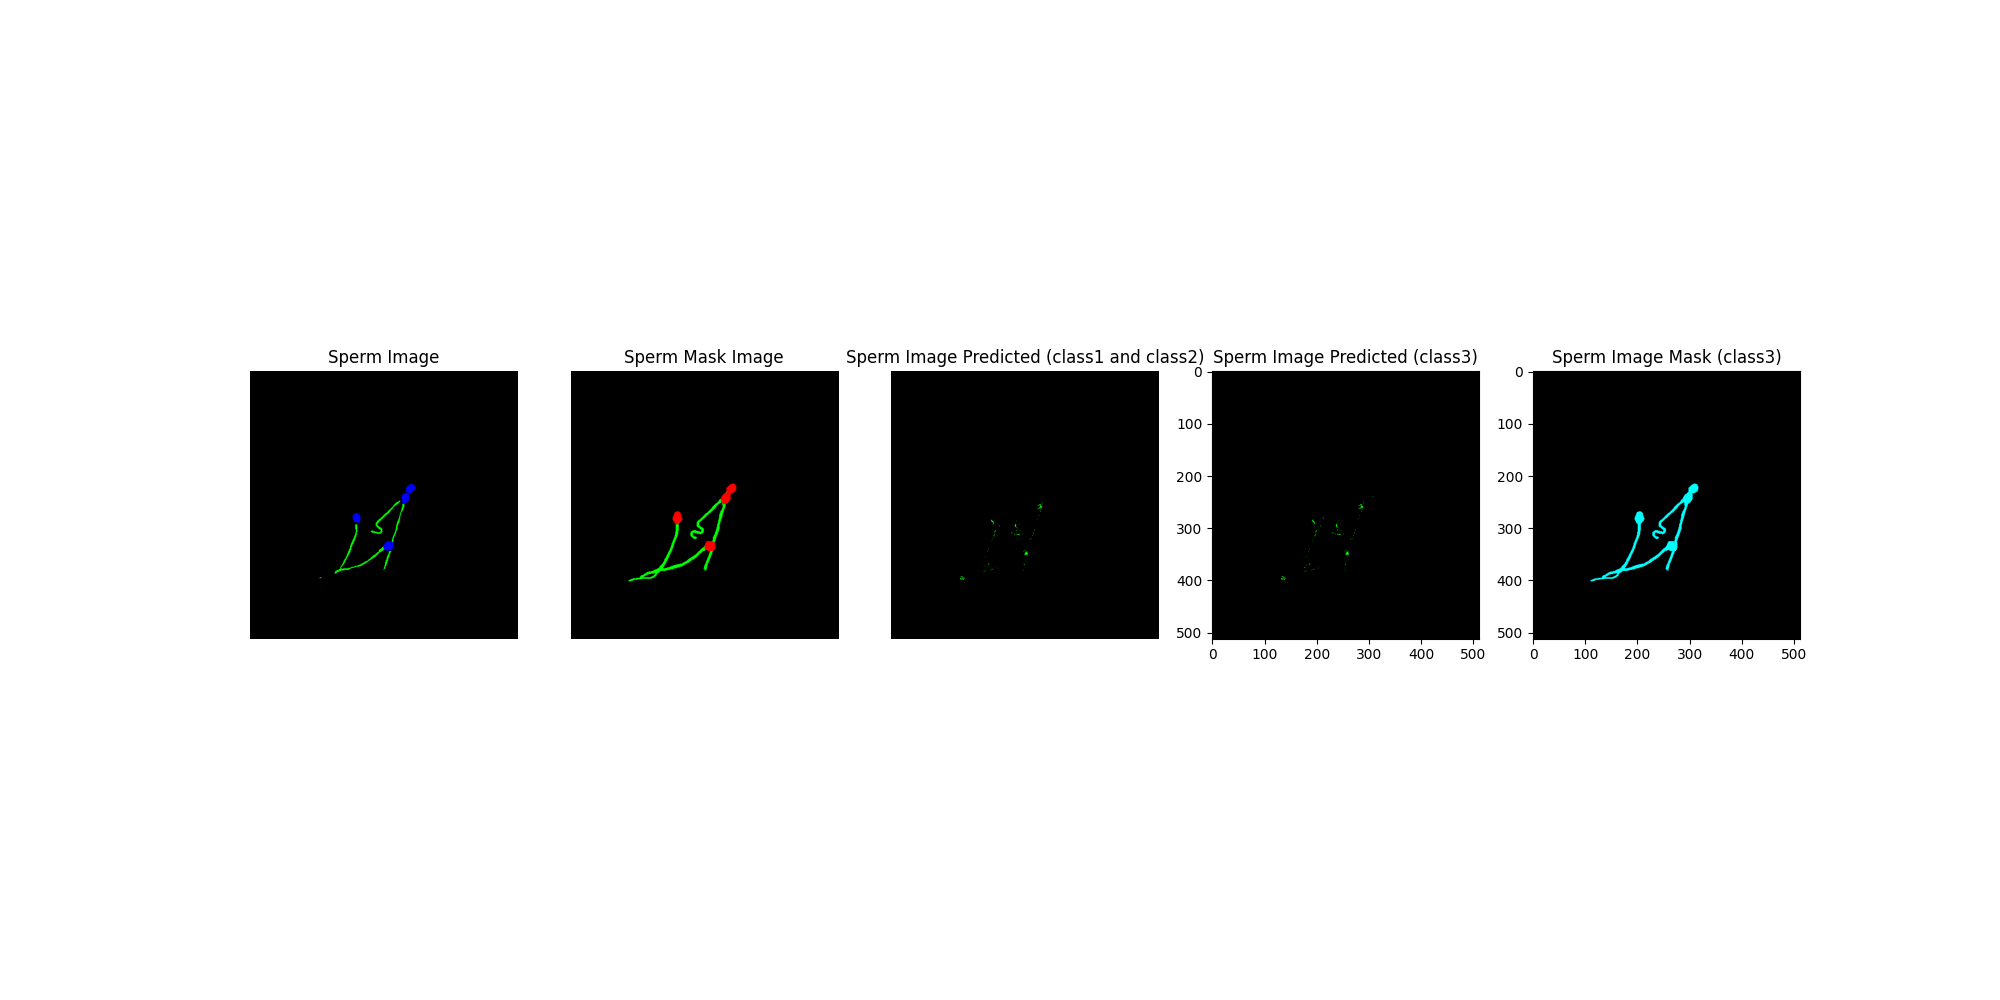 Sperm Image
Sperm Mask Image
Sperm Image Predicted (class1 and class2)
Sperm Image Predicted (class3)
0
100
200
300
400
500
0 100 200 300 400 500
Sperm Image Mask (class3)
0
100
200
300
400
500
0 100 200 300 400 500